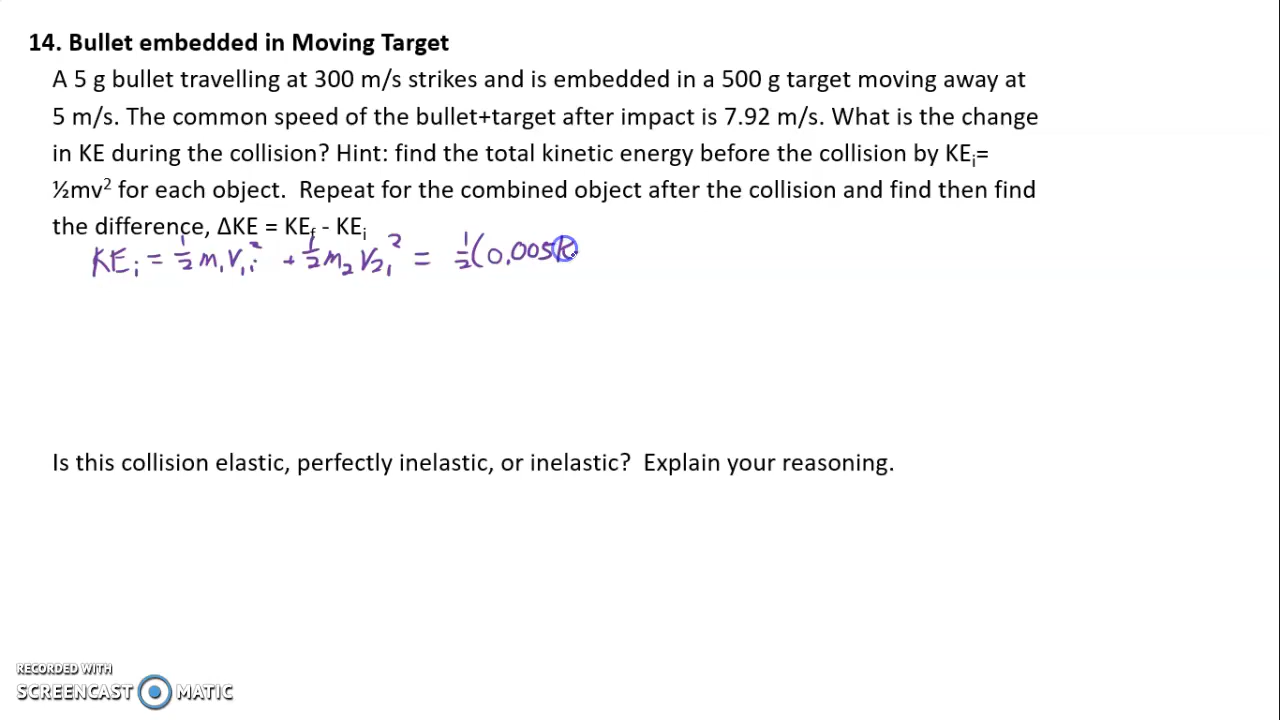 14. Bullet embedded in Moving Target
A 5 g bullet travelling at 300 m/s strikes and is embedded in a 500 g target moving away at
5 m/s. The common speed of the bullet+target after impact is 7.92 m/s. What is the change
in KE during the collision? Hint: find the total kinetic energy before the collision by KEᵢ=
½mv² for each object.  Repeat for the combined object after the collision and find then find
the difference, ΔKE = KEf - KEᵢ
KEᵢ = ½ m₁v₁ᵢ² + ½ m₂v₂ᵢ² = ½(0.005k
Is this collision elastic, perfectly inelastic, or inelastic?  Explain your reasoning.
RECORDED WITH
SCREENCAST MATIC